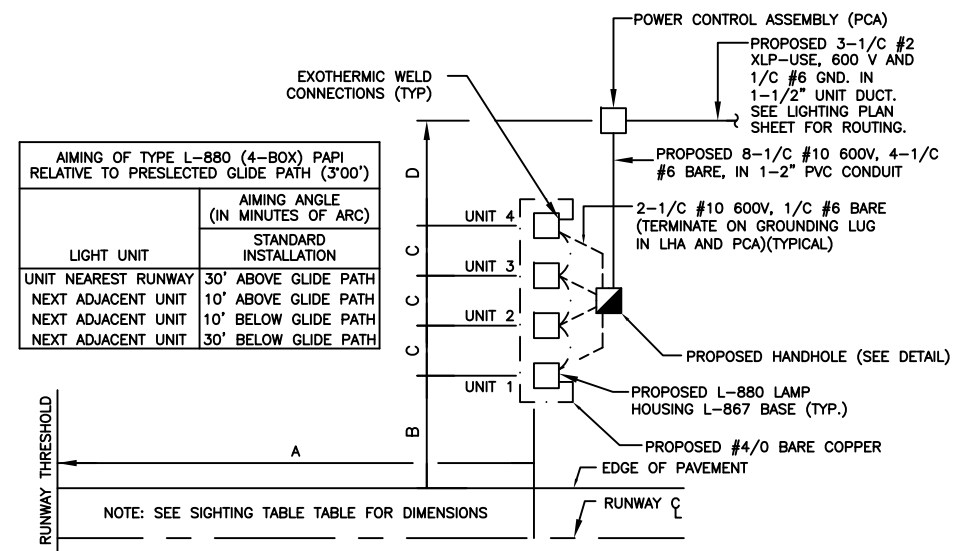 POWER CONTROL ASSEMBLY (PCA)
PROPOSED 3-1/C #2
XLP-USE, 600 V AND
1/C #6 GND. IN
1-1/2" UNIT DUCT.
SEE LIGHTING PLAN
SHEET FOR ROUTING.
EXOTHERMIC WELD
CONNECTIONS (TYP)
AIMING OF TYPE L-880 (4-BOX) PAPI
RELATIVE TO PRESLECTED GLIDE PATH (3°00')
LIGHT UNIT
AIMING ANGLE
(IN MINUTES OF ARC)
STANDARD
INSTALLATION
UNIT NEAREST RUNWAY 30' ABOVE GLIDE PATH
NEXT ADJACENT UNIT 10' ABOVE GLIDE PATH
NEXT ADJACENT UNIT 10' BELOW GLIDE PATH
NEXT ADJACENT UNIT 30' BELOW GLIDE PATH
PROPOSED 8-1/C #10 600V, 4-1/C
#6 BARE, IN 1-2" PVC CONDUIT
D
UNIT 4
2-1/C #10 600V, 1/C #6 BARE
(TERMINATE ON GROUNDING LUG
IN LHA AND PCA)(TYPICAL)
C
UNIT 3
C
UNIT 2
C
UNIT 1
PROPOSED HANDHOLE (SEE DETAIL)
PROPOSED L-880 LAMP
HOUSING L-867 BASE (TYP.)
B
PROPOSED #4/0 BARE COPPER
A
EDGE OF PAVEMENT
RUNWAY THRESHOLD
NOTE: SEE SIGHTING TABLE TABLE FOR DIMENSIONS
RUNWAY ℄